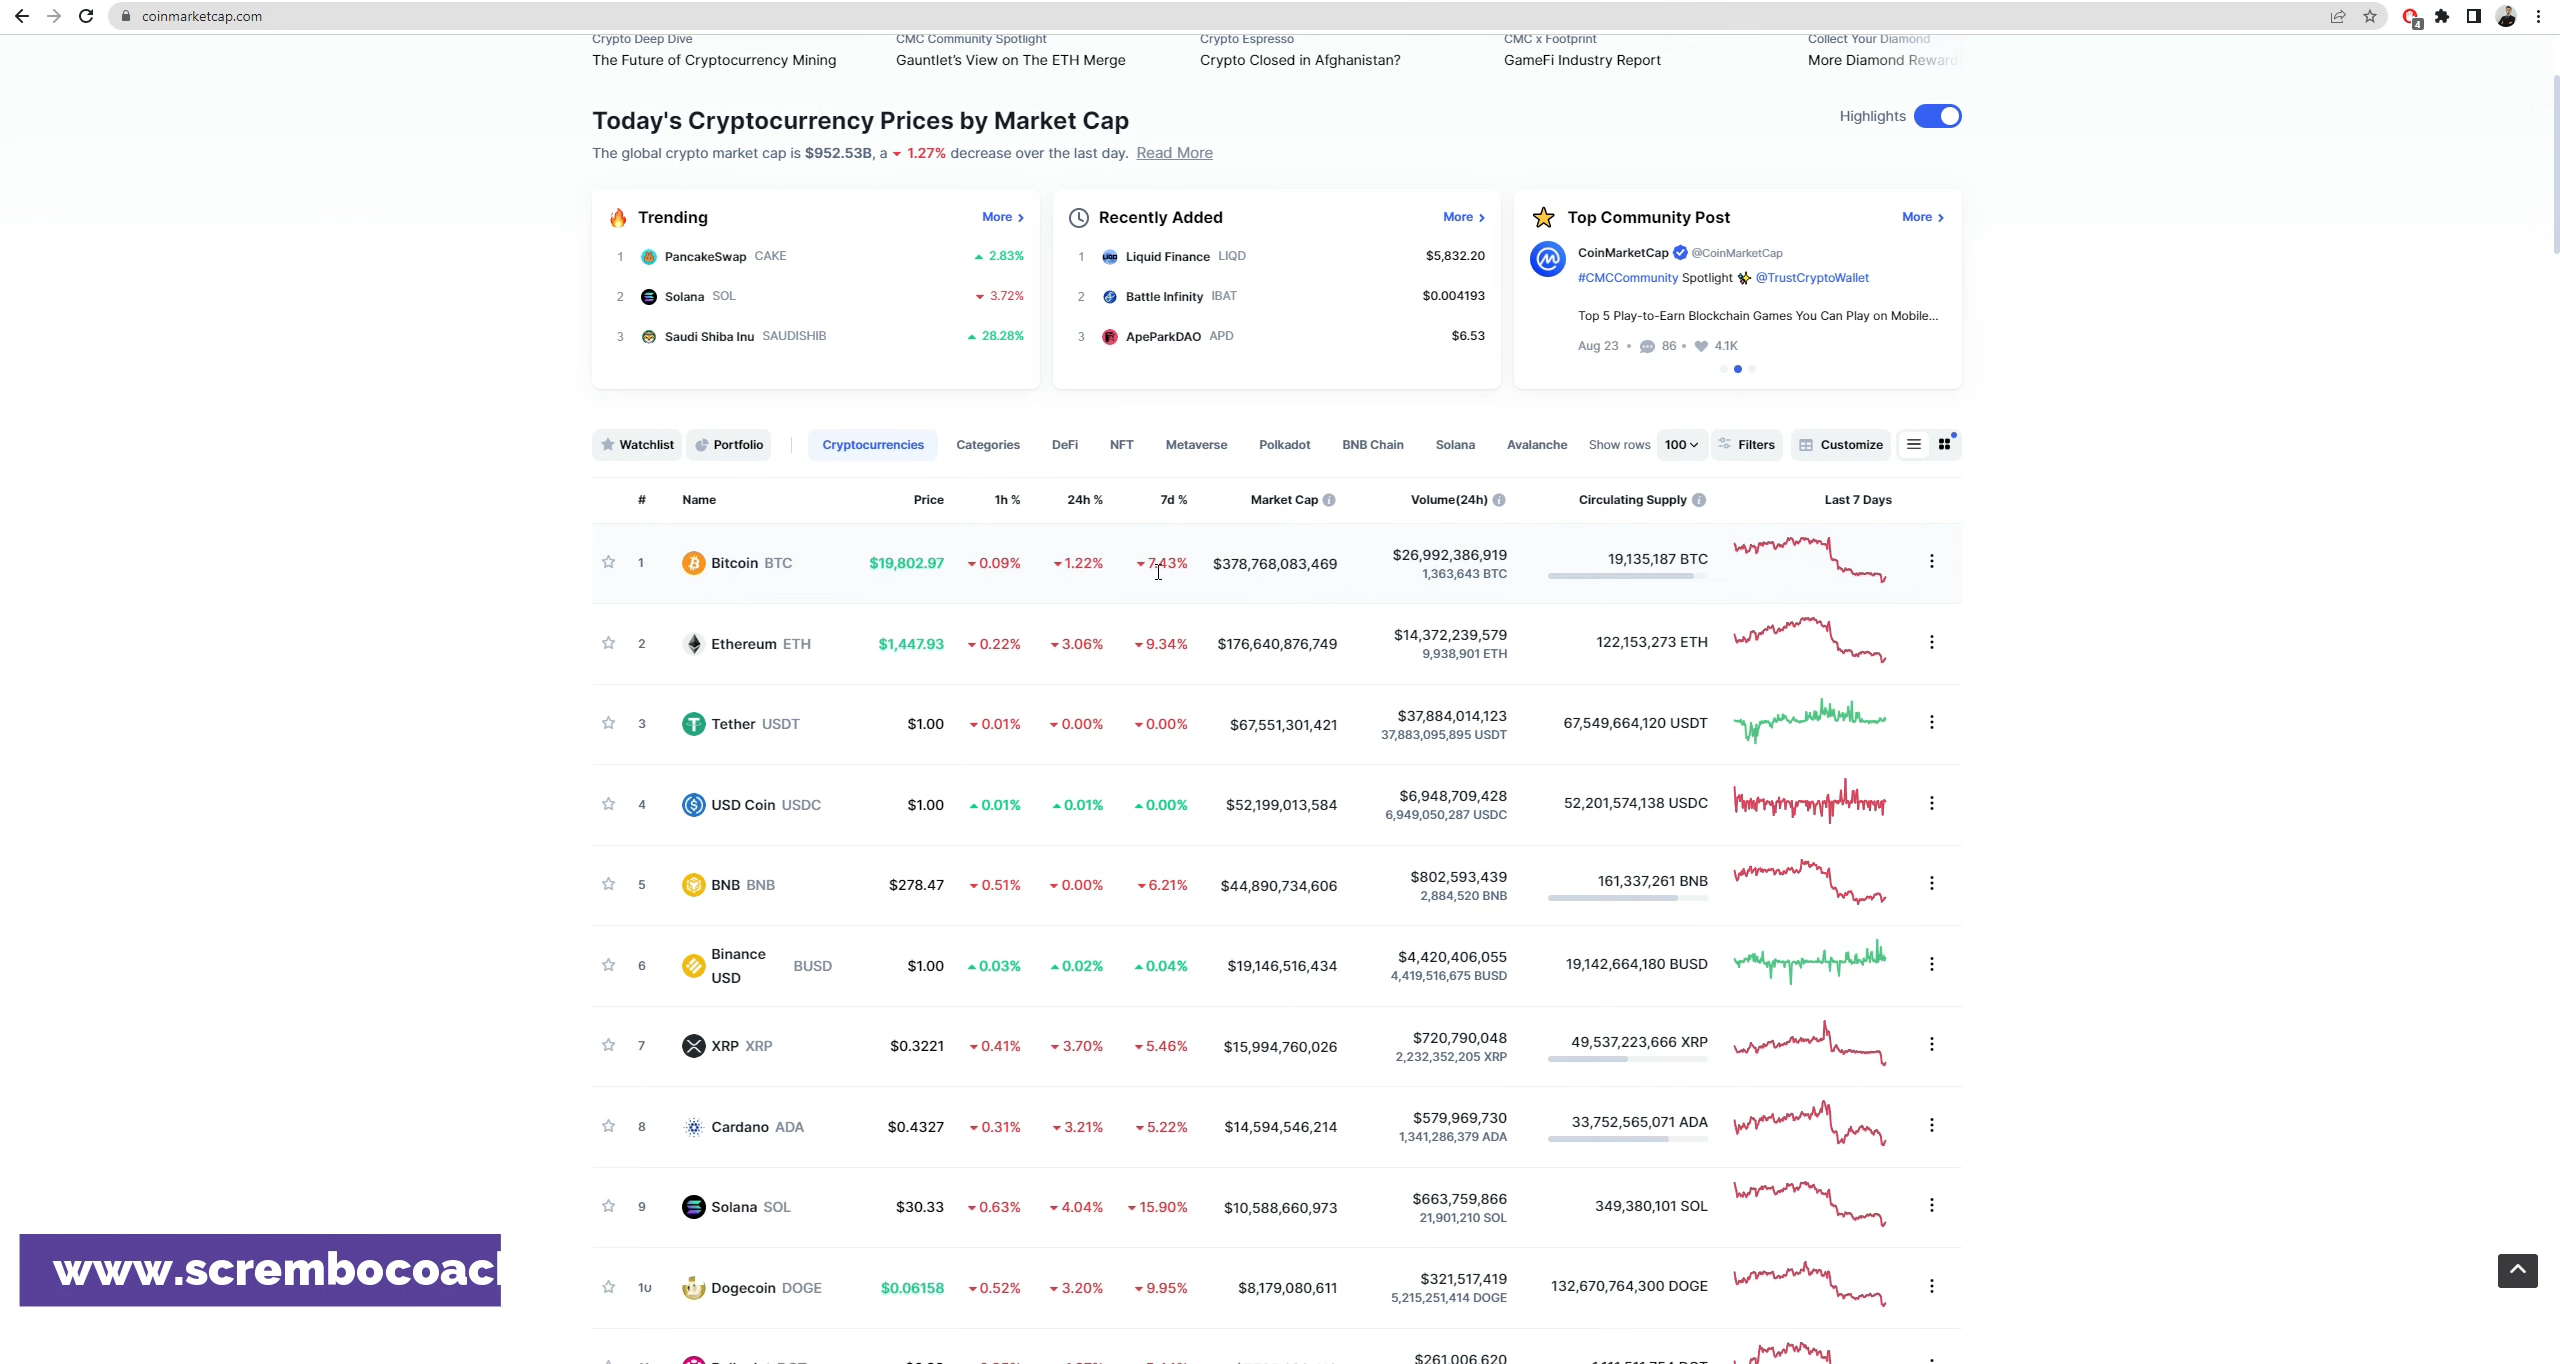 coinmarketcap.com
4
Crypto Deep Dive
The Future of Cryptocurrency Mining
CMC Community Spotlight
Gauntlet's View on The ETH Merge
Crypto Espresso
Crypto Closed in Afghanistan?
CMC x Footprint
GameFi Industry Report
Collect Your Diamond
More Diamond Reward
Today's Cryptocurrency Prices by Market Cap
Highlights
The global crypto market cap is $952.53B, a 1.27% decrease over the last day. Read More
Trending
More
1 PancakeSwap CAKE 2.83%
2 Solana SOL 3.72%
3 Saudi Shiba Inu SAUDISHIB 28.28%
Recently Added
More
1 Liquid Finance LIQD $5,832.20
2 Battle Infinity IBAT $0.004193
3 ApeParkDAO APD $6.53
Top Community Post
More
CoinMarketCap @CoinMarketCap
#CMCCommunity Spotlight @TrustCryptoWallet
Top 5 Play-to-Earn Blockchain Games You Can Play on Mobile...
Aug 23 • 86 • 4.1K
Watchlist Portfolio Cryptocurrencies Categories DeFi NFT Metaverse Polkadot BNB Chain Solana Avalanche Show rows 100 Filters Customize
# Name Price 1h % 24h % 7d % Market Cap Volume(24h) Circulating Supply Last 7 Days
1 Bitcoin BTC $19,802.97 0.09% 1.22% 7.43% $378,768,083,469 $26,992,386,919 19,135,187 BTC
1,363,643 BTC
2 Ethereum ETH $1,447.93 0.22% 3.06% 9.34% $176,640,876,749 $14,372,239,579 122,153,273 ETH
9,938,901 ETH
3 Tether USDT $1.00 0.01% 0.00% 0.00% $67,551,301,421 $37,884,014,123 67,549,664,120 USDT
37,883,095,895 USDT
4 USD Coin USDC $1.00 0.01% 0.01% 0.00% $52,199,013,584 $6,948,709,428 52,201,574,138 USDC
6,949,050,287 USDC
5 BNB BNB $278.47 0.51% 0.00% 6.21% $44,890,734,606 $802,593,439 161,337,261 BNB
2,884,520 BNB
6 Binance USD BUSD $1.00 0.03% 0.02% 0.04% $19,146,516,434 $4,420,406,055 19,142,664,180 BUSD
4,419,516,675 BUSD
7 XRP XRP $0.3221 0.41% 3.70% 5.46% $15,994,760,026 $720,790,048 49,537,223,666 XRP
2,232,352,205 XRP
8 Cardano ADA $0.4327 0.31% 3.21% 5.22% $14,594,546,214 $579,969,730 33,752,565,071 ADA
1,341,286,379 ADA
9 Solana SOL $30.33 0.63% 4.04% 15.90% $10,588,660,973 $663,759,866 349,380,101 SOL
21,901,210 SOL
10 Dogecoin DOGE $0.06158 0.52% 3.20% 9.95% $8,179,080,611 $321,517,419 132,670,764,300 DOGE
5,215,251,414 DOGE
$261,006,620
www.scrembocoach